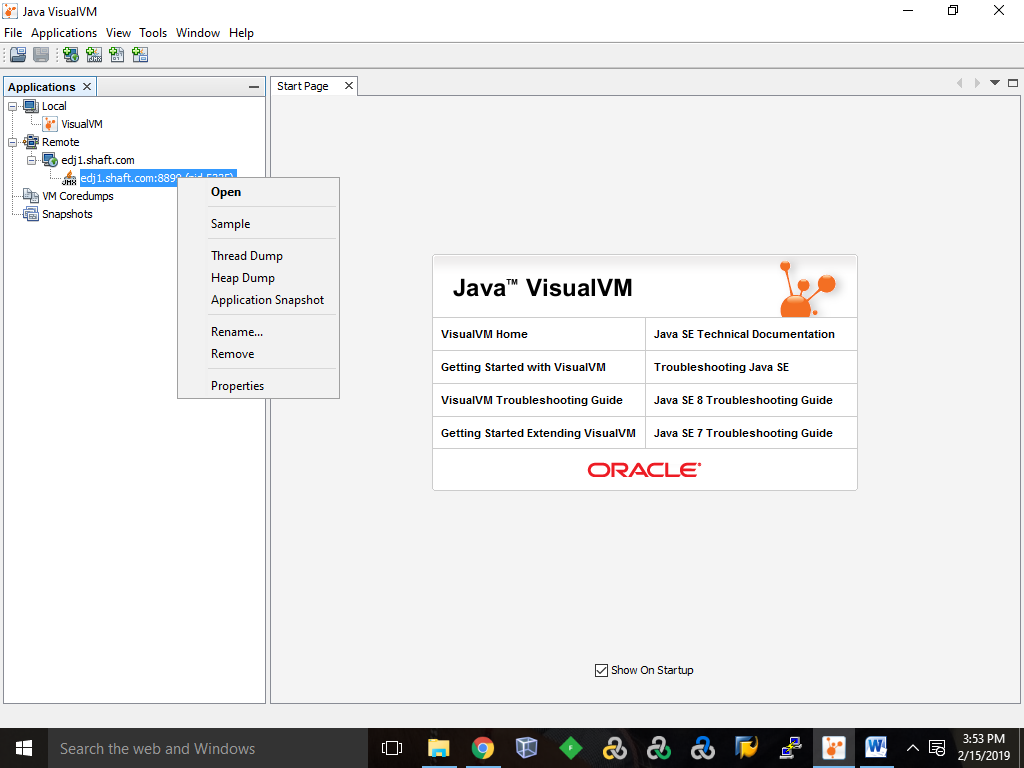 Java VisualVM
File Applications View Tools Window Help
Applications
Start Page
Local
VisualVM
Remote
edj1.shaft.com
JMX
edj1.shaft.com:8899
VM Coredumps
Snapshots
Open
Sample
Thread Dump
Heap Dump
Application Snapshot
Rename...
Remove
Properties
Java™ VisualVM
VisualVM Home
Java SE Technical Documentation
Getting Started with VisualVM
Troubleshooting Java SE
VisualVM Troubleshooting Guide
Java SE 8 Troubleshooting Guide
Getting Started Extending VisualVM
Java SE 7 Troubleshooting Guide
ORACLE®
Show On Startup
Search the web and Windows
3:53 PM
2/15/2019